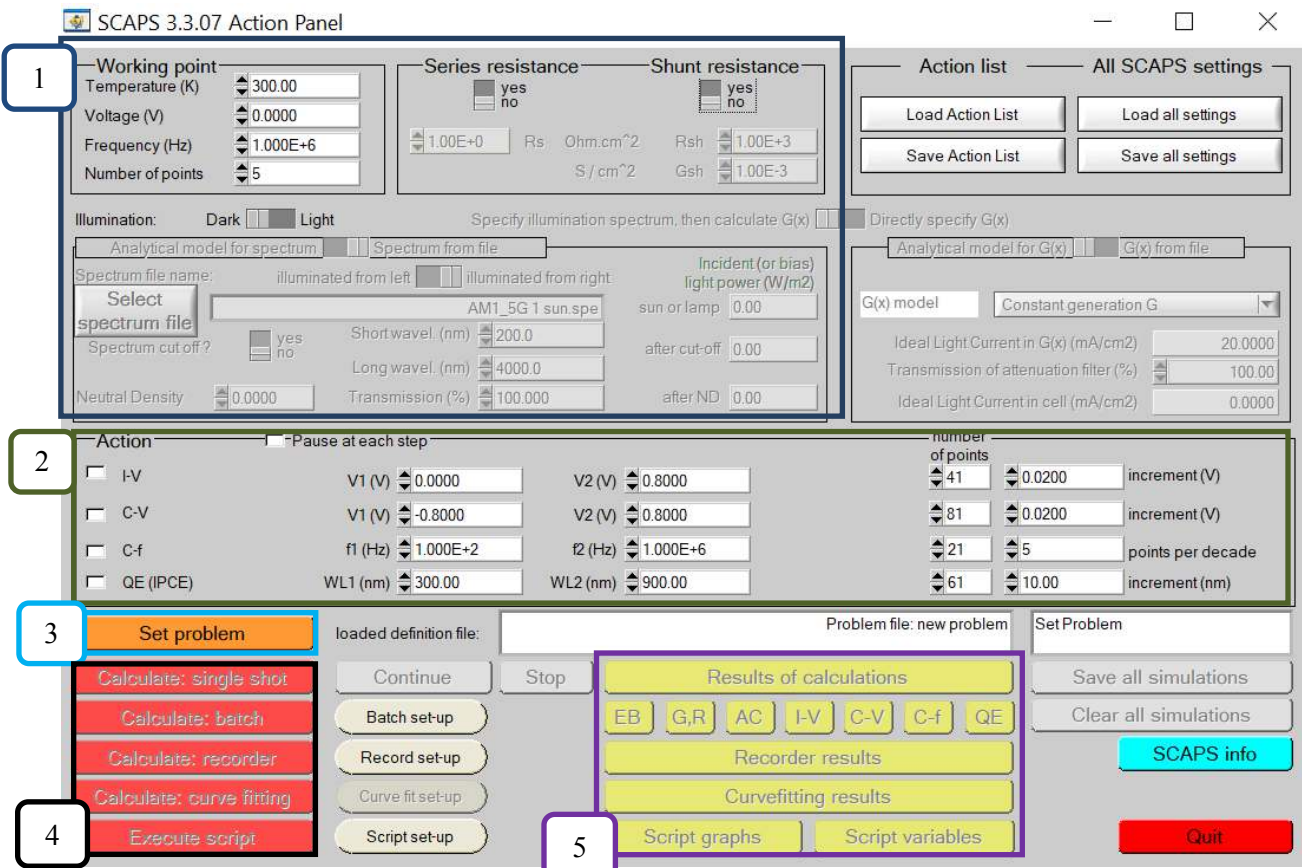 SCAPS 3.3.07 Action Panel
1
Working point
Temperature (K) 300.00
Voltage (V) 0.0000
Frequency (Hz) 1.000E+6
Number of points 5
Series resistance Shunt resistance
yes yes
no no
1.00E+0 Rs Ohm.cm^2 Rsh 1.00E+3
S / cm^2 Gsh 1.00E-3
Action list All SCAPS settings
Load Action List Load all settings
Save Action List Save all settings
Illumination: Dark Light Specify illumination spectrum, then calculate G(x) Directly specify G(x)
Analytical model for spectrum Spectrum from file
Spectrum file name: illuminated from left illuminated from right
Incident (or bias)
light power (W/m2)
Select
spectrum file
AM1_5G 1 sun.spe sun or lamp 0.00
Spectrum cut off? yes
no
Short wavel. (nm) 200.0
Long wavel. (nm) 4000.0
after cut-off 0.00
Neutral Density 0.0000 Transmission (%) 100.000 after ND 0.00
Analytical model for G(x) G(x) from file
G(x) model Constant generation G
Ideal Light Current in G(x) (mA/cm2) 20.0000
Transmission of attenuation filter (%) 100.00
Ideal Light Current in cell (mA/cm2) 0.0000
2
Action Pause at each step number
of points
I-V V1 (V) 0.0000 V2 (V) 0.8000 41 0.0200 increment (V)
C-V V1 (V) -0.8000 V2 (V) 0.8000 81 0.0200 increment (V)
C-f f1 (Hz) 1.000E+2 f2 (Hz) 1.000E+6 21 5 points per decade
QE (IPCE) WL1 (nm) 300.00 WL2 (nm) 900.00 61 10.00 increment (nm)
3
Set problem loaded definition file: Problem file: new problem Set Problem
Calculate: single shot Continue Stop Results of calculations Save all simulations
Calculate: batch Batch set-up EB G,R AC I-V C-V C-f QE Clear all simulations
Calculate: recorder Record set-up Recorder results SCAPS info
Calculate: curve fitting Curve fit set-up Curvefitting results
4
Execute script Script set-up
5
Script graphs Script variables Quit